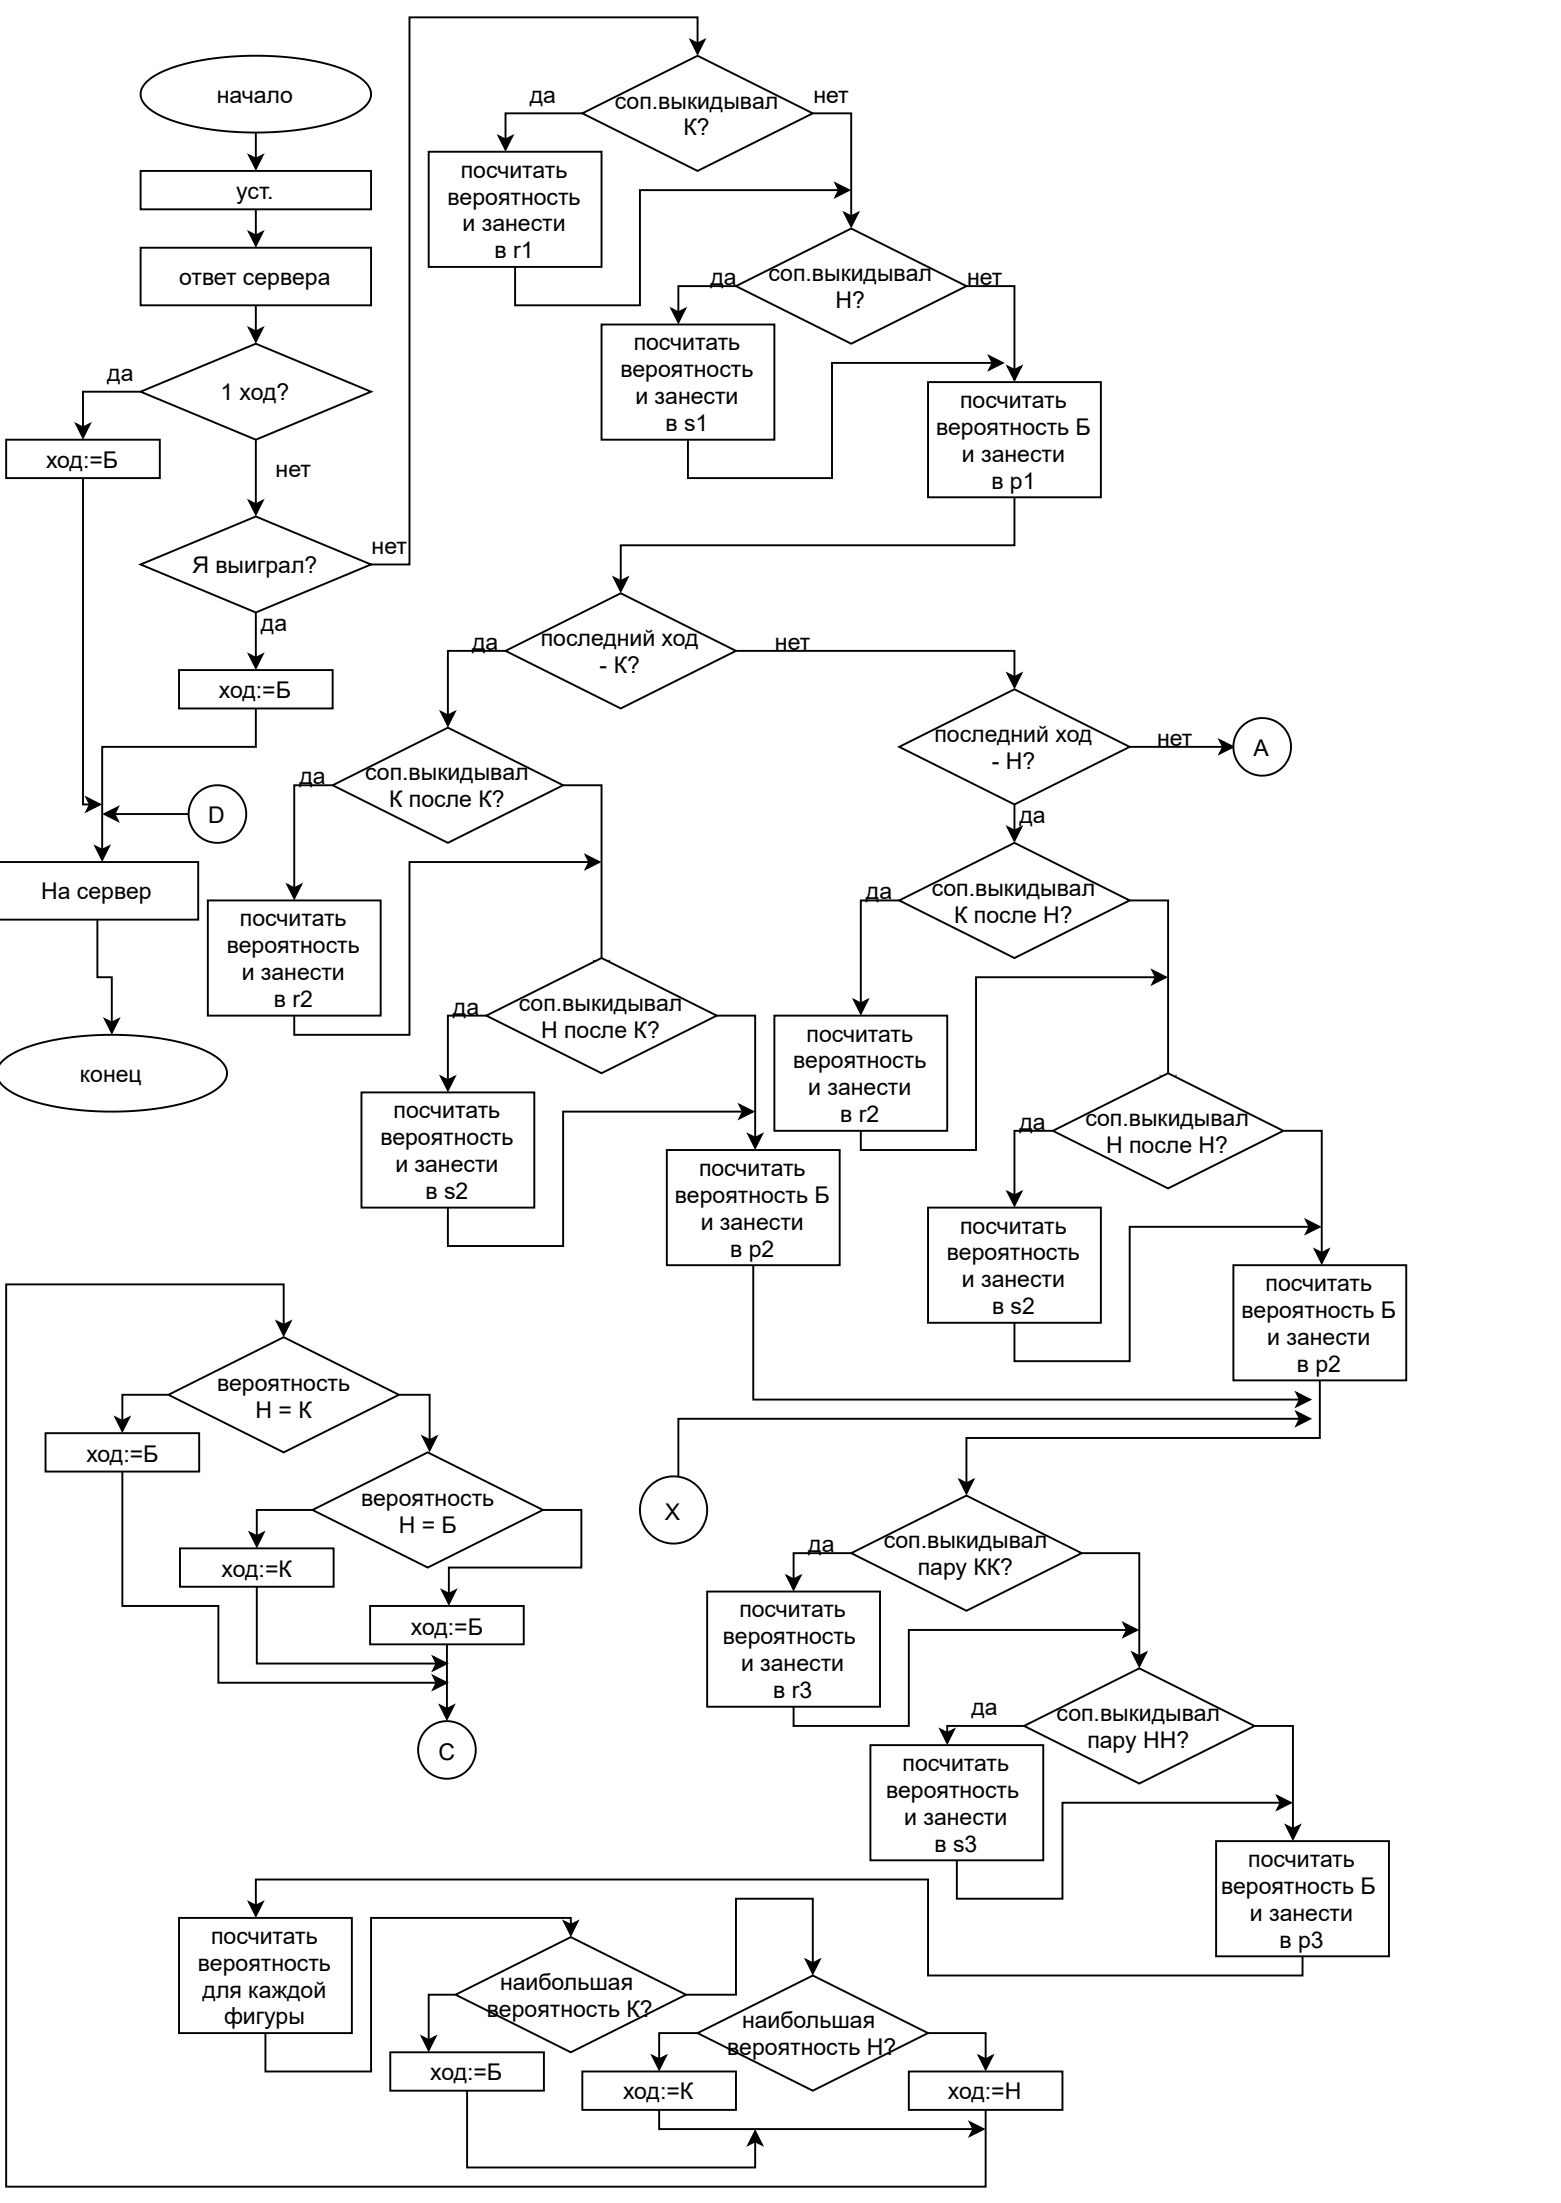 начало
уст.
ответ сервера
1 ход?
да
ход:=Б
нет
Я выиграл?
нет
да
ход:=Б
D
На сервер
конец
соп.выкидывал
К?
да
нет
посчитать
вероятность
и занести
в r1
соп.выкидывал
Н?
да
нет
посчитать
вероятность
и занести
в s1
посчитать
вероятность Б
и занести
в p1
последний ход
- К?
да
нет
соп.выкидывал
К после К?
да
посчитать
вероятность
и занести
в r2
соп.выкидывал
Н после К?
да
посчитать
вероятность
и занести
в s2
посчитать
вероятность Б
и занести
в p2
последний ход
- Н?
нет
А
да
соп.выкидывал
К после Н?
да
посчитать
вероятность
и занести
в r2
соп.выкидывал
Н после Н?
да
посчитать
вероятность
и занести
в s2
посчитать
вероятность Б
и занести
в p2
X
соп.выкидывал
пару КК?
да
посчитать
вероятность
и занести
в r3
соп.выкидывал
пару НН?
да
посчитать
вероятность
и занести
в s3
посчитать
вероятность Б
и занести
в p3
посчитать
вероятность
для каждой
фигуры
наибольшая
вероятность К?
ход:=Б
наибольшая
вероятность Н?
ход:=К
ход:=Н
вероятность
Н = К
ход:=Б
вероятность
Н = Б
ход:=К
ход:=Б
С